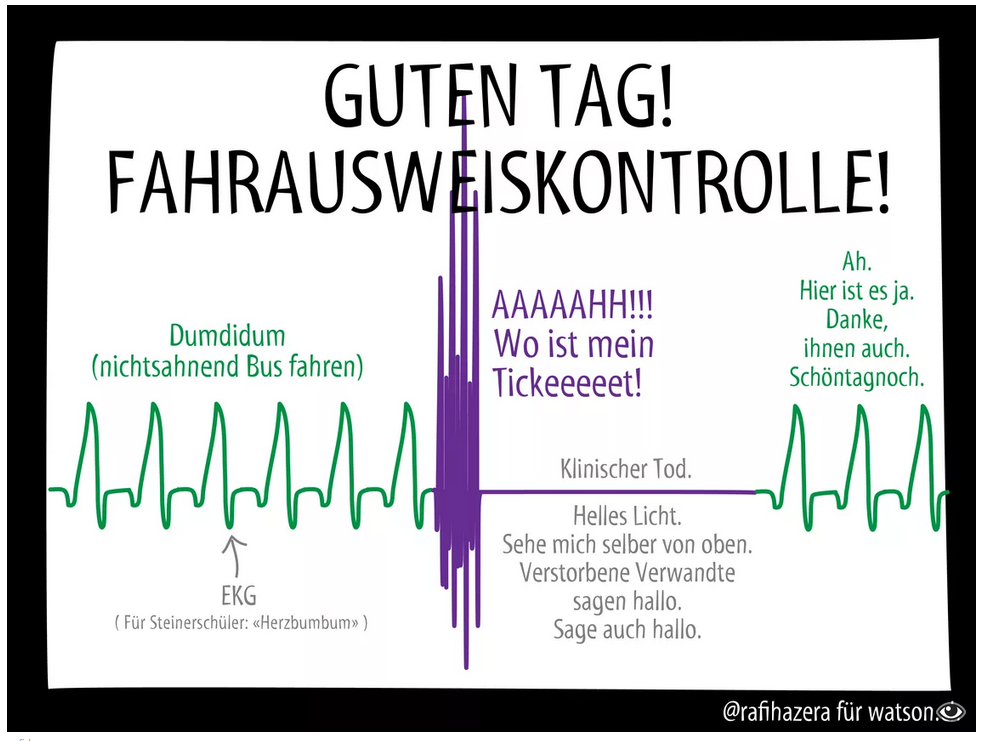 GUTEN TAG!
FAHRAUSWEISKONTROLLE!
Dumdidum
(nichtsahnend Bus fahren)
EKG
( Für Steinerschüler: «Herzbumbum» )
AAAAAHH!!!
Wo ist mein
Tickeeeeet!
Klinischer Tod.
Helles Licht.
Sehe mich selber von oben.
Verstorbene Verwandte
sagen hallo.
Sage auch hallo.
Ah.
Hier ist es ja.
Danke,
ihnen auch.
Schöntagnoch.
@rafihazera für watson.